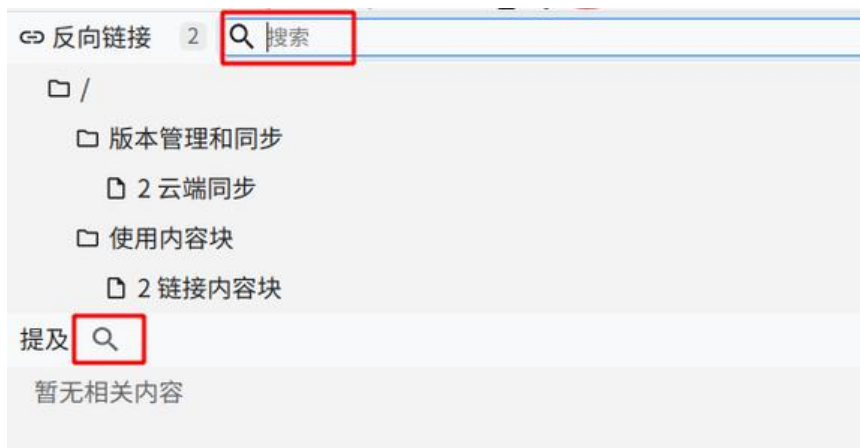 反向链接 2 搜索
/
版本管理和同步
2 云端同步
使用内容块
2 链接内容块
提及
暂无相关内容